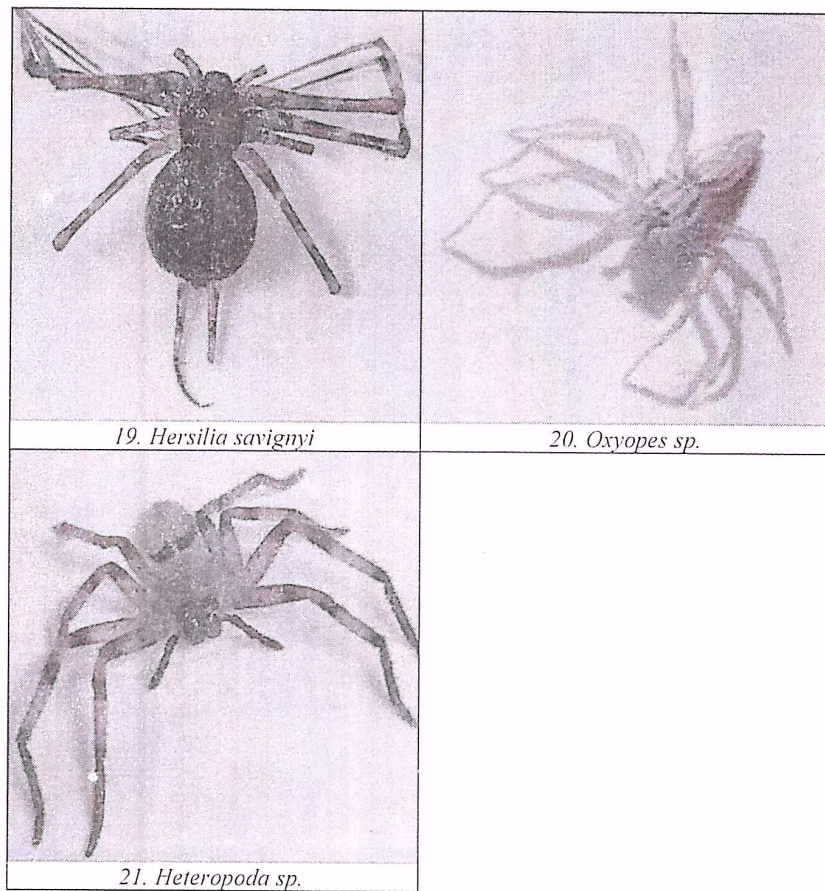 19. Hersilia savignyi
20. Oxyopes sp.
21. Heteropoda sp.